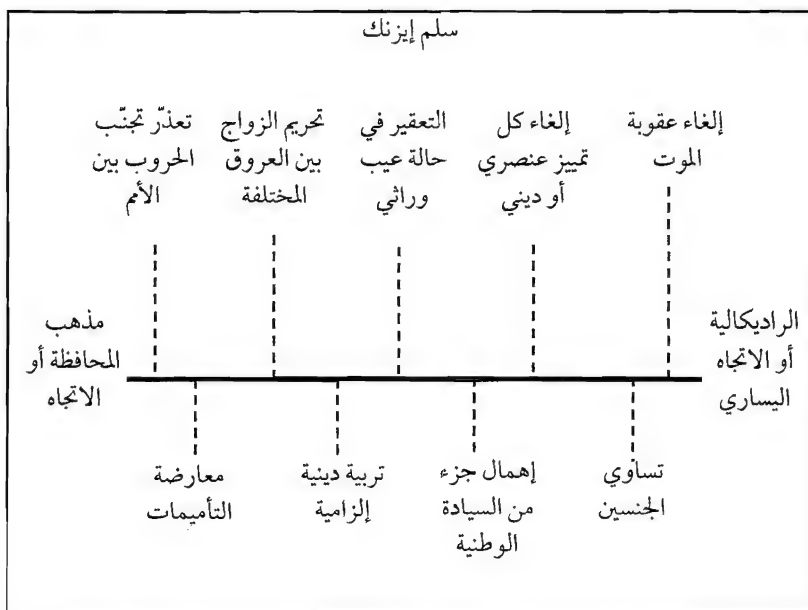 سلم إيزنك
إلغاء عقوبة
الموت
إلغاء كل
تمييز عنصري
أو ديني
التعقير في
حالة عيب
وراثي
تحريم الزواج
بين العروق
المختلفة
تعذّر تجنّب
الحروب بين
الأمم
الراديكالية
أو الاتجاه
اليساري
مذهب
المحافظة أو
الاتجاه
تساوي
الجنسين
إهمال جزء
من السيادة
الوطنية
تربية دينية
إلزامية
معارضة
التأميمات